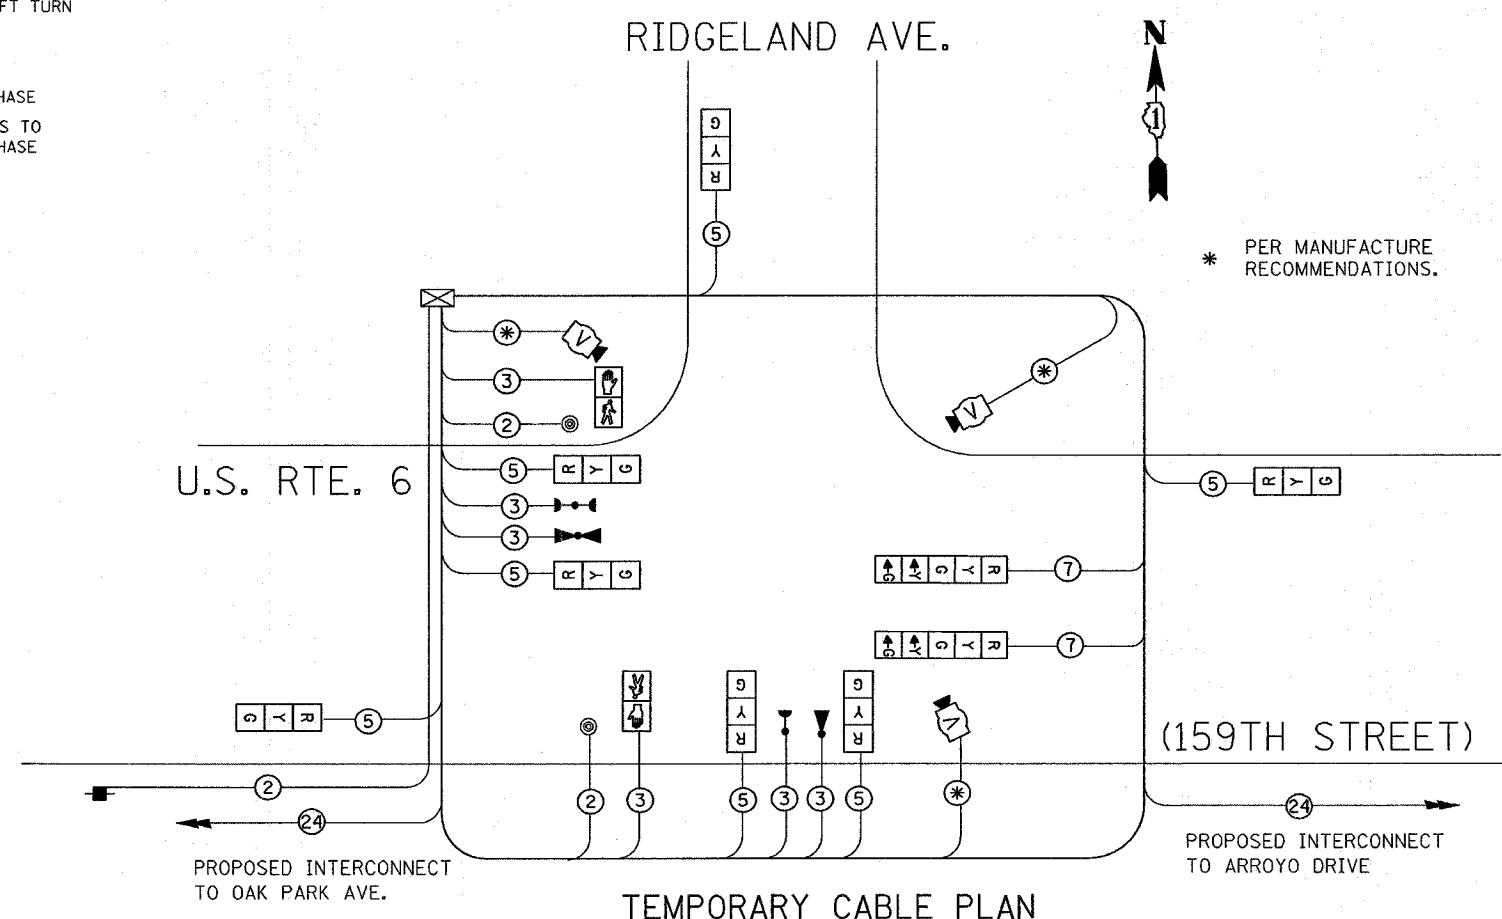 FT TURN
HASE
S TO
HASE
RIDGELAND AVE.
N
1
G
Y
R
5
* PER MANUFACTURE
RECOMMENDATIONS.
* V
3
2
*
V
U.S. RTE. 6
5 R Y G
3
3
5 R Y G
5 R Y G
G Y G Y R 7
G Y G Y R 7
G Y R 5
G
Y
R
G
Y
R
V
(159TH STREET)
2
24
2 3 5 3 3 5 *
24
PROPOSED INTERCONNECT
TO OAK PARK AVE.
PROPOSED INTERCONNECT
TO ARROYO DRIVE
TEMPORARY CABLE PLAN